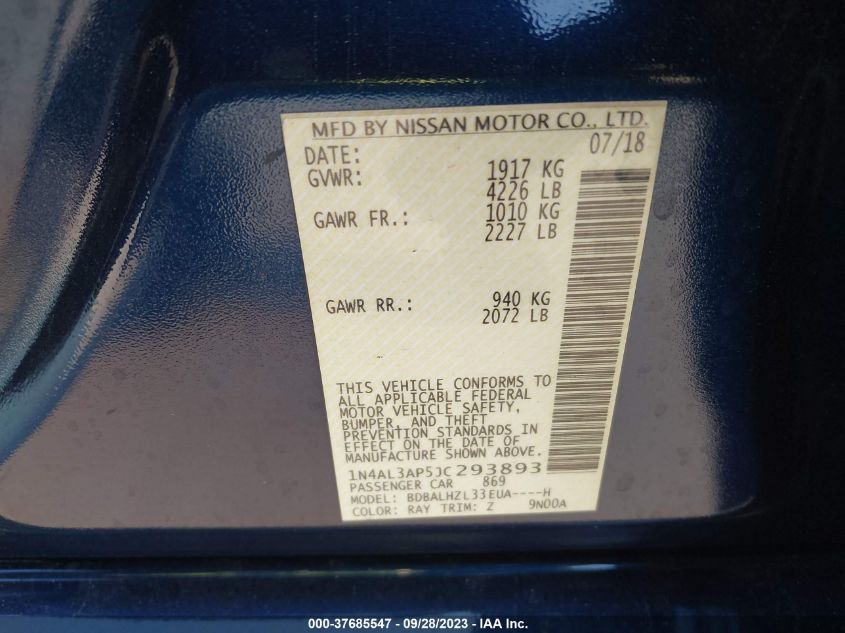 MFD BY NISSAN MOTOR CO., LTD.
DATE: 07/18
GVWR: 1917 KG
4226 LB
GAWR FR.: 1010 KG
2227 LB
GAWR RR.: 940 KG
2072 LB
THIS VEHICLE CONFORMS TO
ALL APPLICABLE FEDERAL
MOTOR VEHICLE SAFETY,
BUMPER, AND THEFT
PREVENTION STANDARDS IN
EFFECT ON THE DATE OF
MANUFACTURE SHOWN ABOVE.
1N4AL3AP5JC293893
PASSENGER CAR 869
MODEL: BDBALHZL33EUA----H
COLOR: RAY TRIM: Z 9N00A
000-37685547 / 09/28/2023 - IAA Inc.